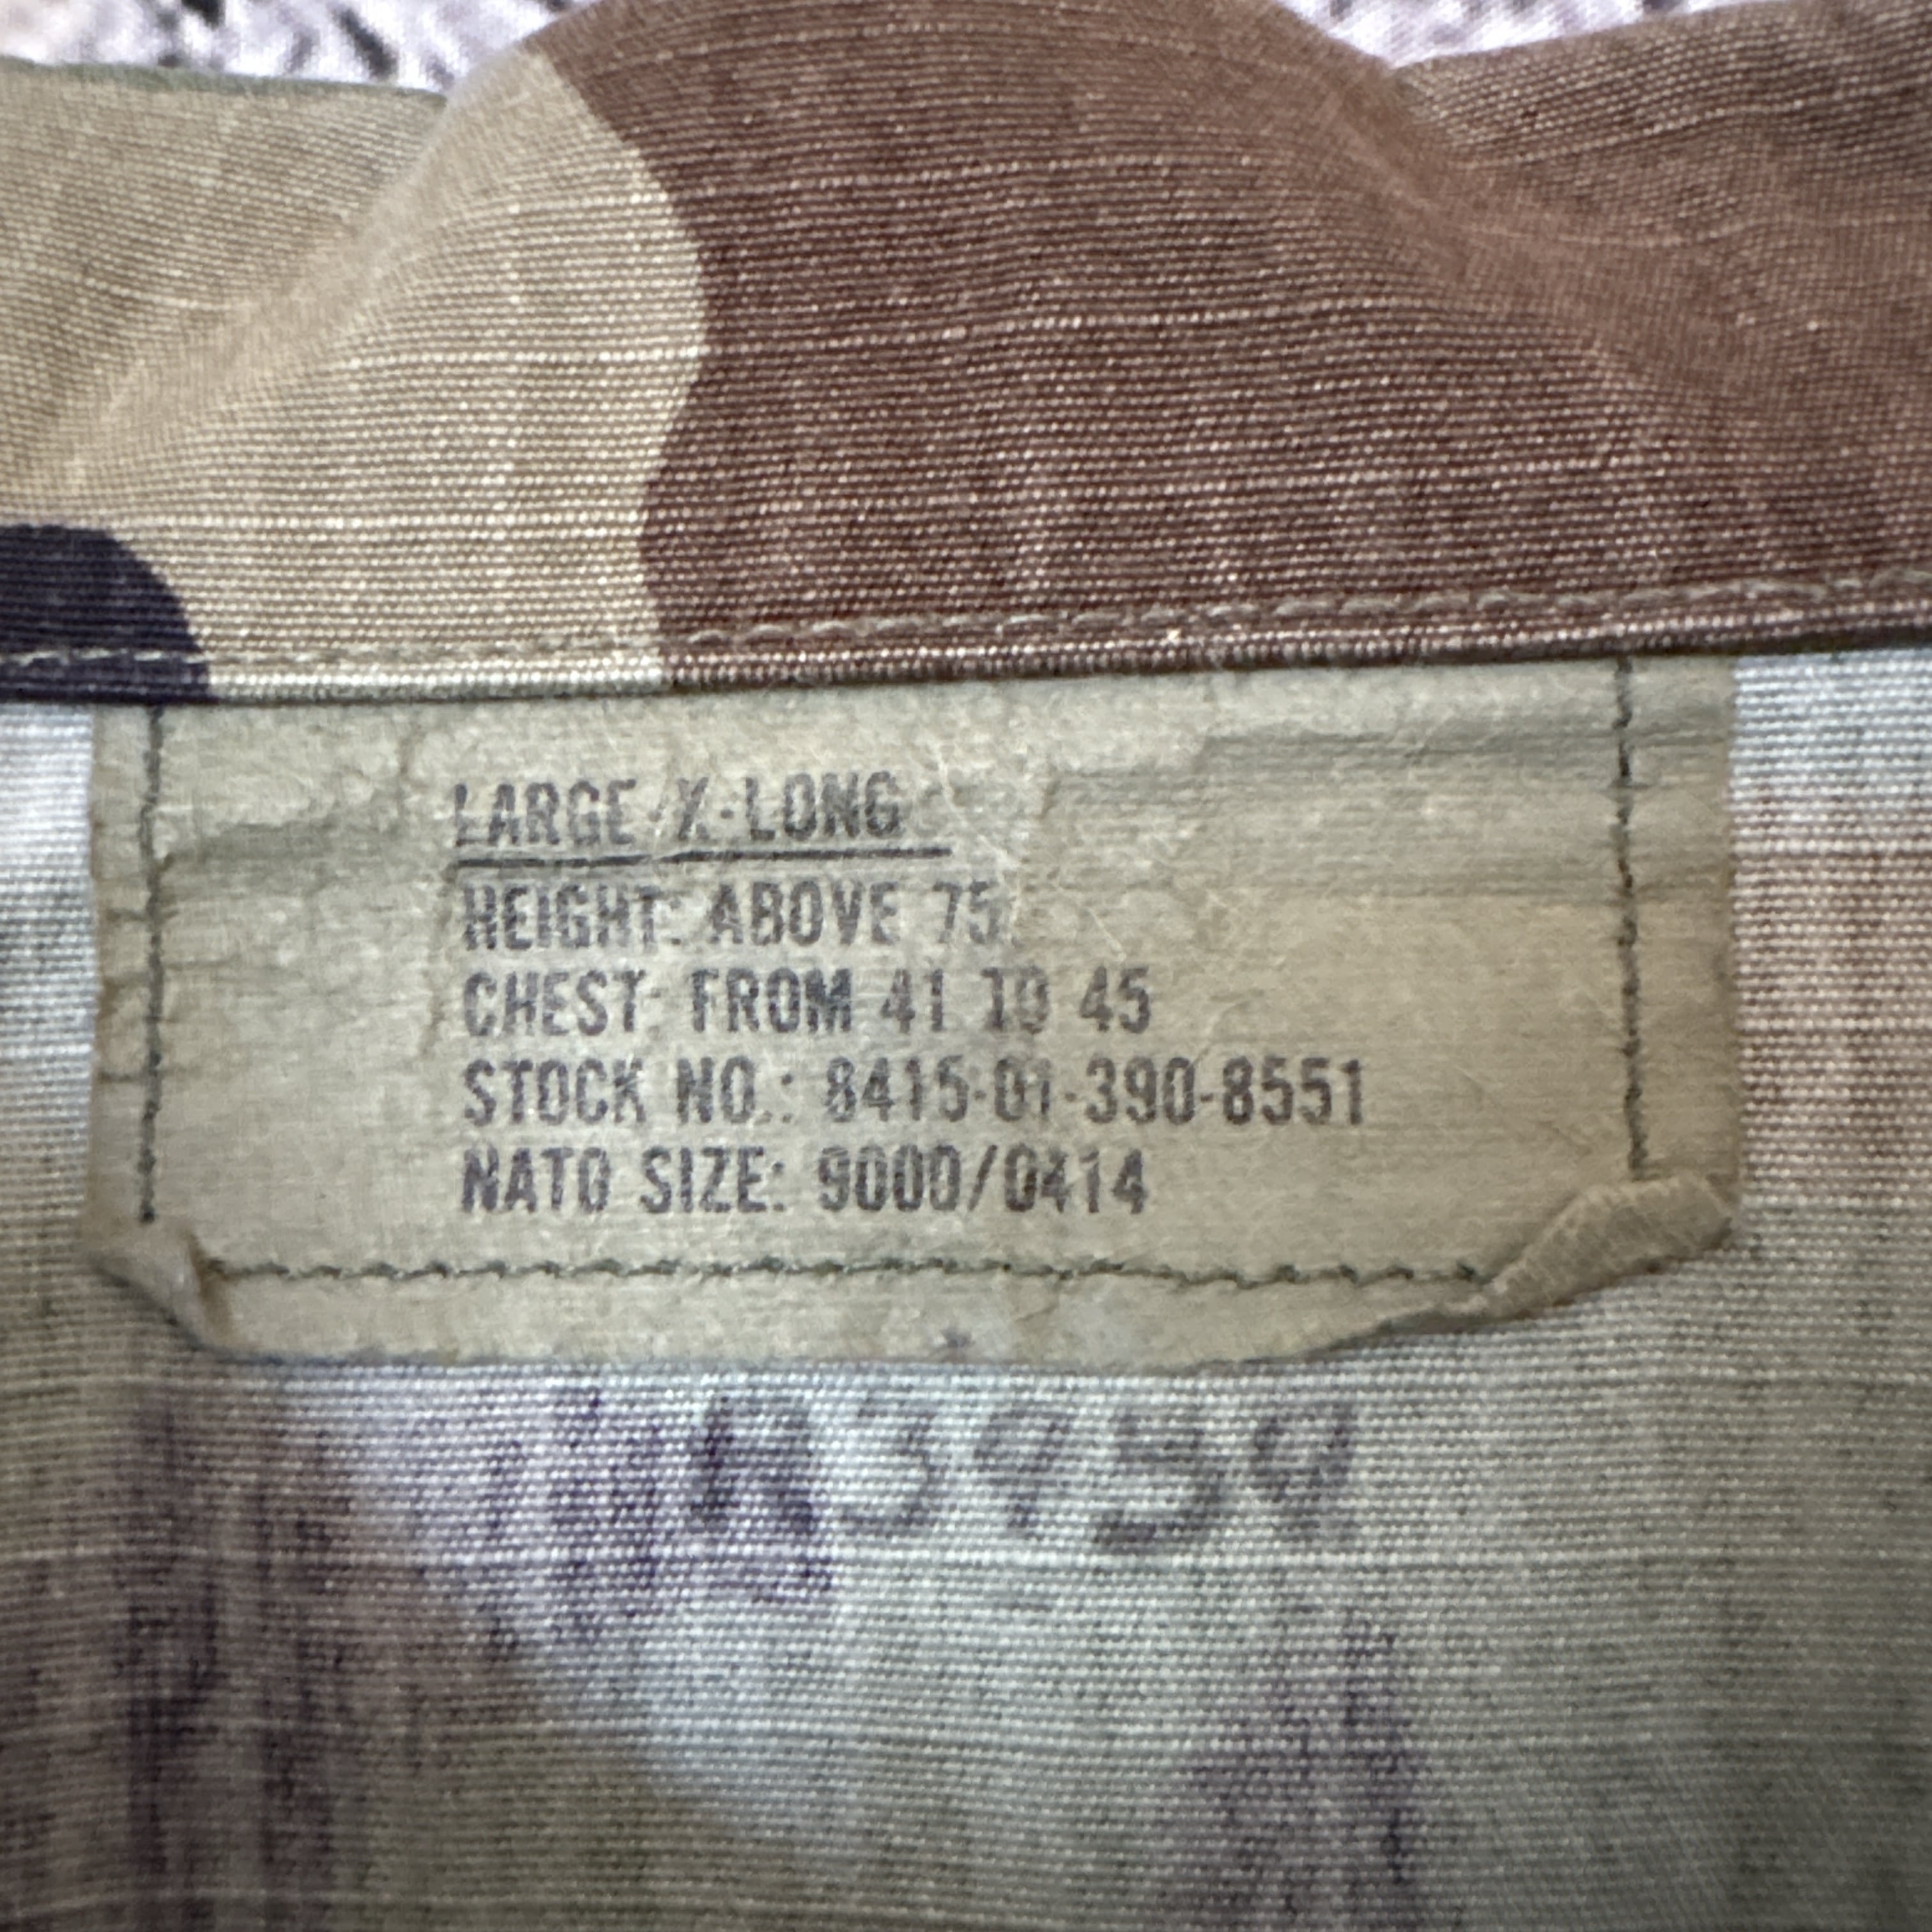 LARGE-X-LONG
HEIGHT: ABOVE 75
CHEST: FROM 41 TO 45
STOCK NO.: 8415-01-390-8551
NATO SIZE: 9000/0414